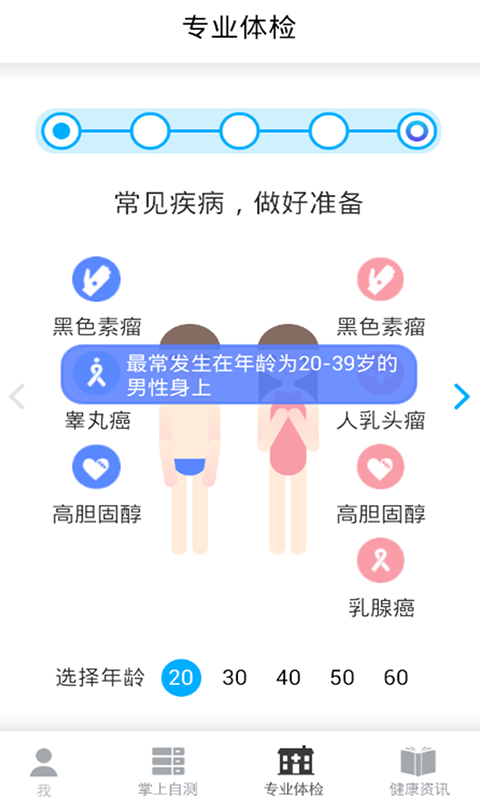 专业体检
常见疾病，做好准备
黑色素瘤
黑色素瘤
最常发生在年龄为20-39岁的
男性身上
睾丸癌
人乳头瘤
高胆固醇
高胆固醇
乳腺癌
选择年龄 20 30 40 50 60
我
掌上自测
专业体检
健康资讯